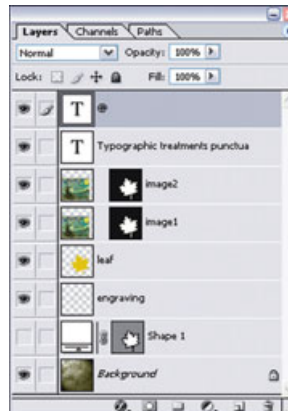 Layers Channels Paths
Normal Opacity: 100%
Lock: Fill: 100%
T
T Typographic treatments punctua
image2
image1
leaf
engraving
Shape 1
Background